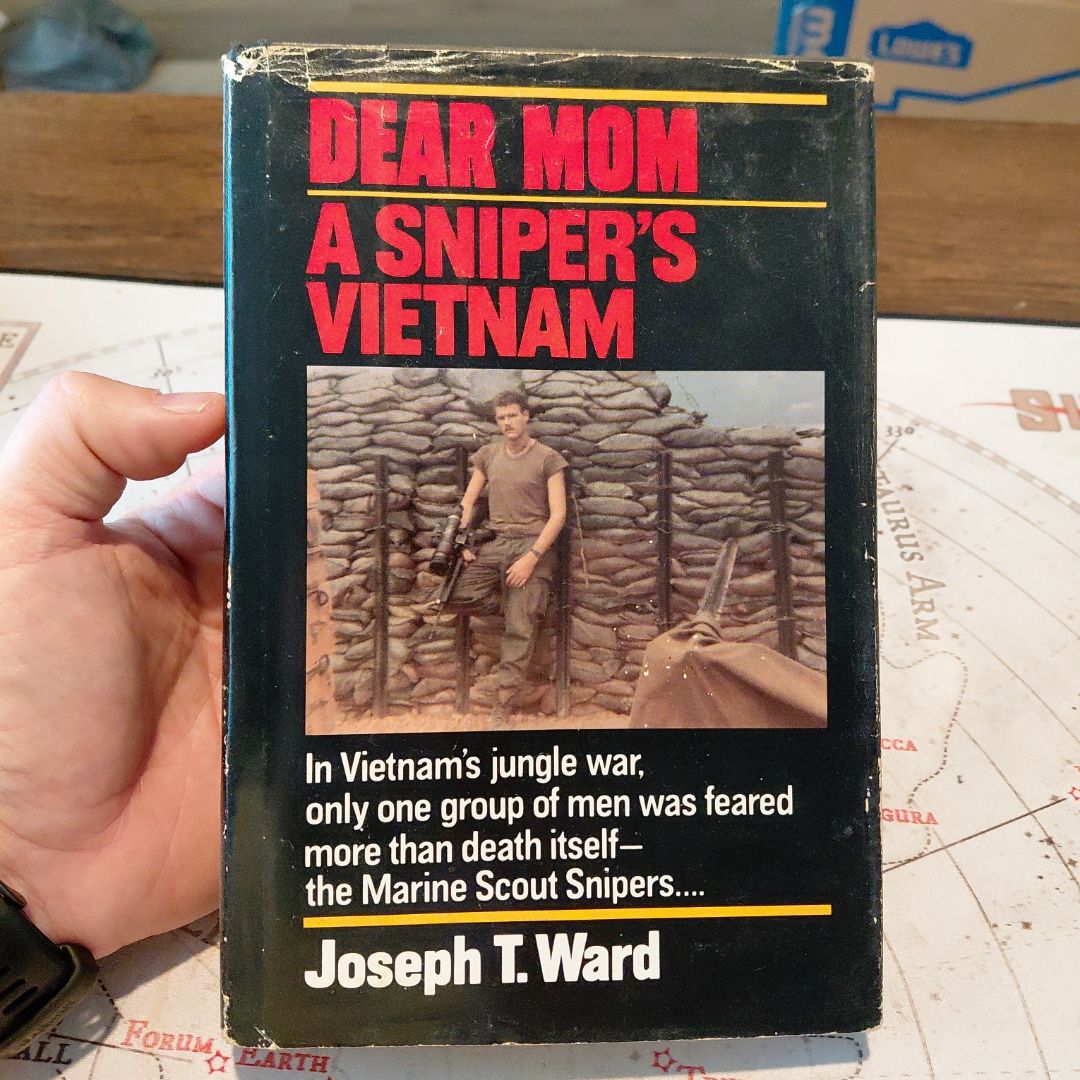 LOWE'S
DEAR MOM
A SNIPER'S
VIETNAM
In Vietnam's jungle war,
only one group of men was feared
more than death itself—
the Marine Scout Snipers....
Joseph T. Ward
330
TAURUS ARM
FORUM
EARTH